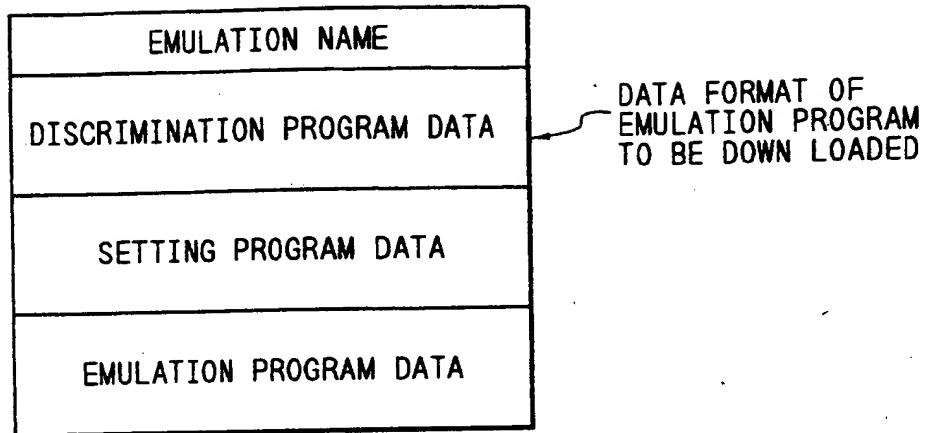 EMULATION NAME
DISCRIMINATION PROGRAM DATA
SETTING PROGRAM DATA
EMULATION PROGRAM DATA
DATA FORMAT OF
EMULATION PROGRAM
TO BE DOWN LOADED